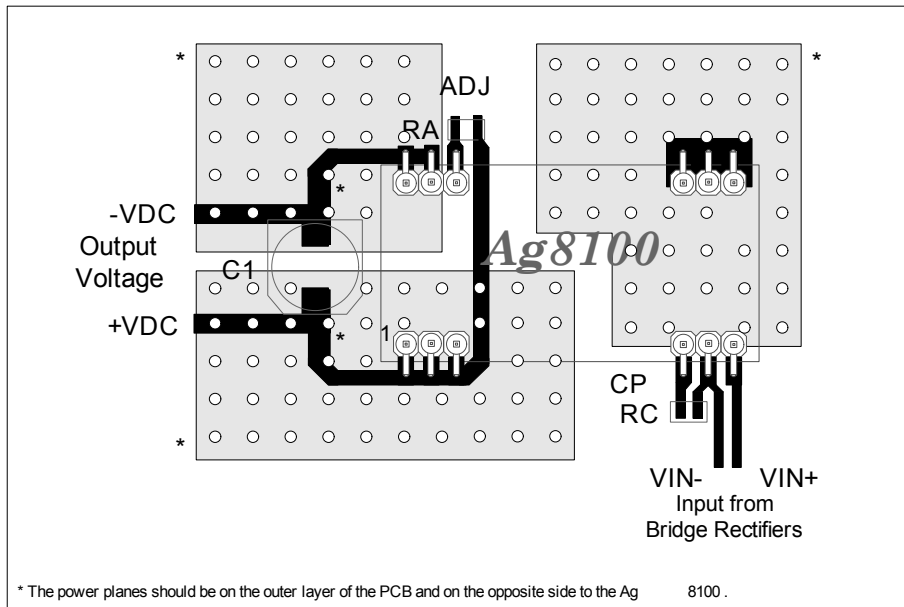 *
*
ADJ
RA
*
-VDC
Output
Voltage
Ag8100
C1
+VDC
*
1
*
CP
RC
VIN-
VIN+
Input from
Bridge Rectifiers
* The power planes should be on the outer layer of the PCB and on the opposite side to the Ag 8100 .